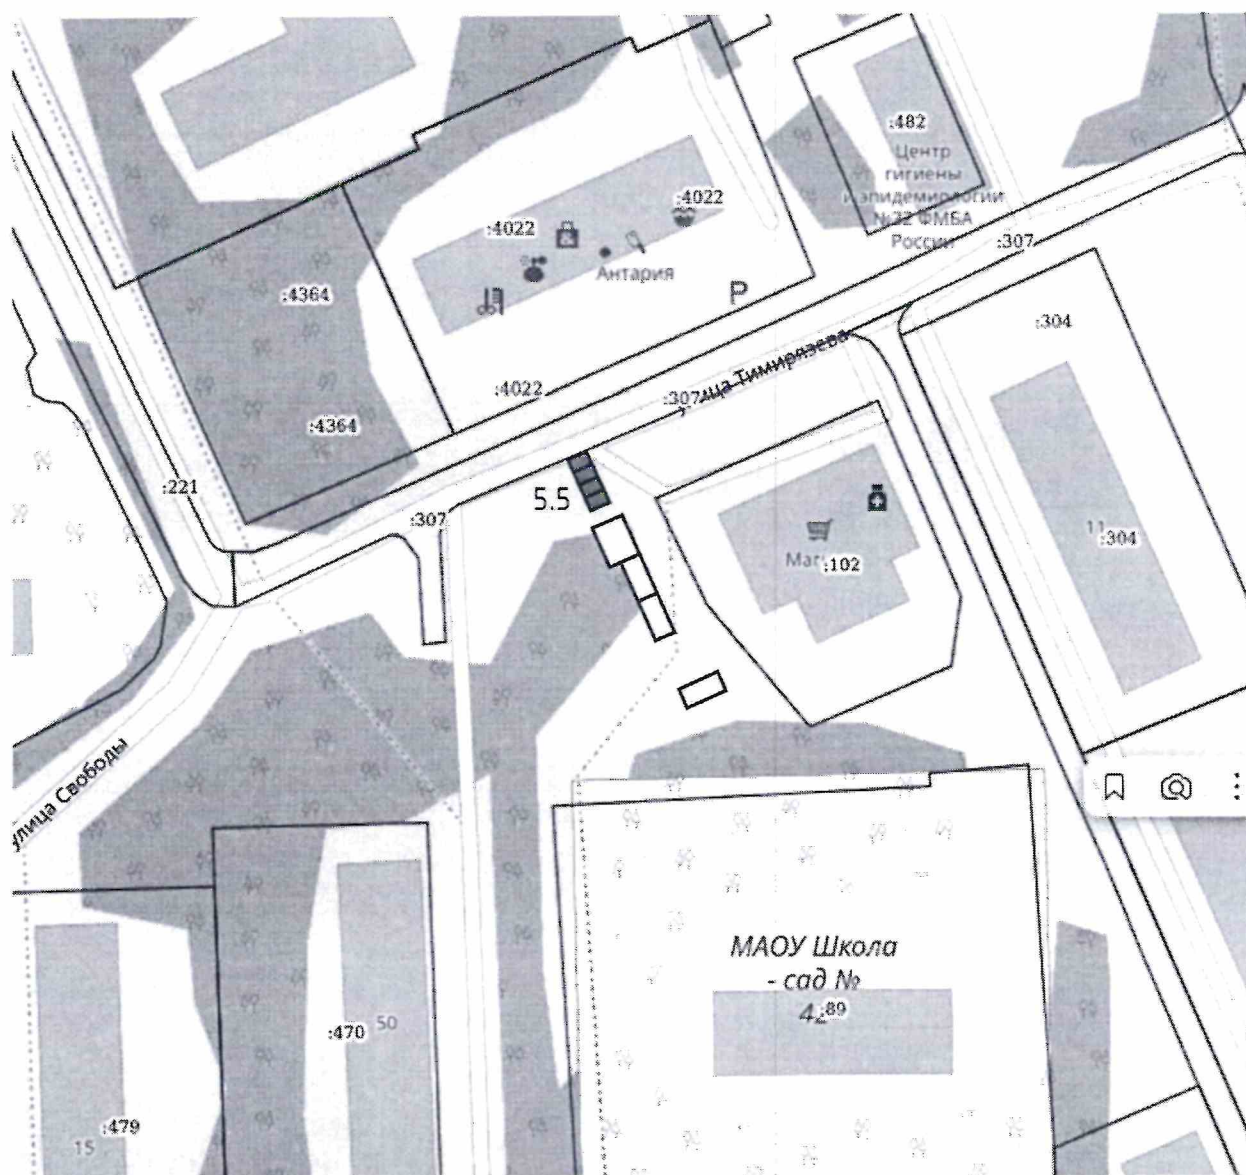 :482
Центр
гигиены
и эпидемиологии
№32 ФМБА
России
:4022
:4022
Антария
:307
:4364
P
:304
:4022
:307
улица Тимирязева
:4364
:221
5.5
:307
11
:304
:102
улица Свободы
МАОУ Школа
- сад №
42
:89
:470
50
:479
15